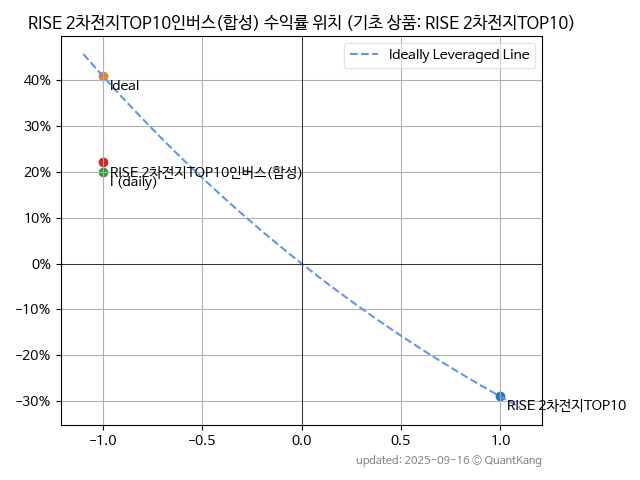 RISE 2차전지TOP10인버스(합성) 수익률 위치 (기초 상품: RISE 2차전지TOP10)
Ideally Leveraged Line
40%
Ideal
30%
20%
RISE 2차전지TOP10인버스(합성)
I (daily)
10%
0%
-10%
-20%
-30%
RISE 2차전지TOP10
-1.0 -0.5 0.0 0.5 1.0
updated: 2025-09-16 © QuantKang